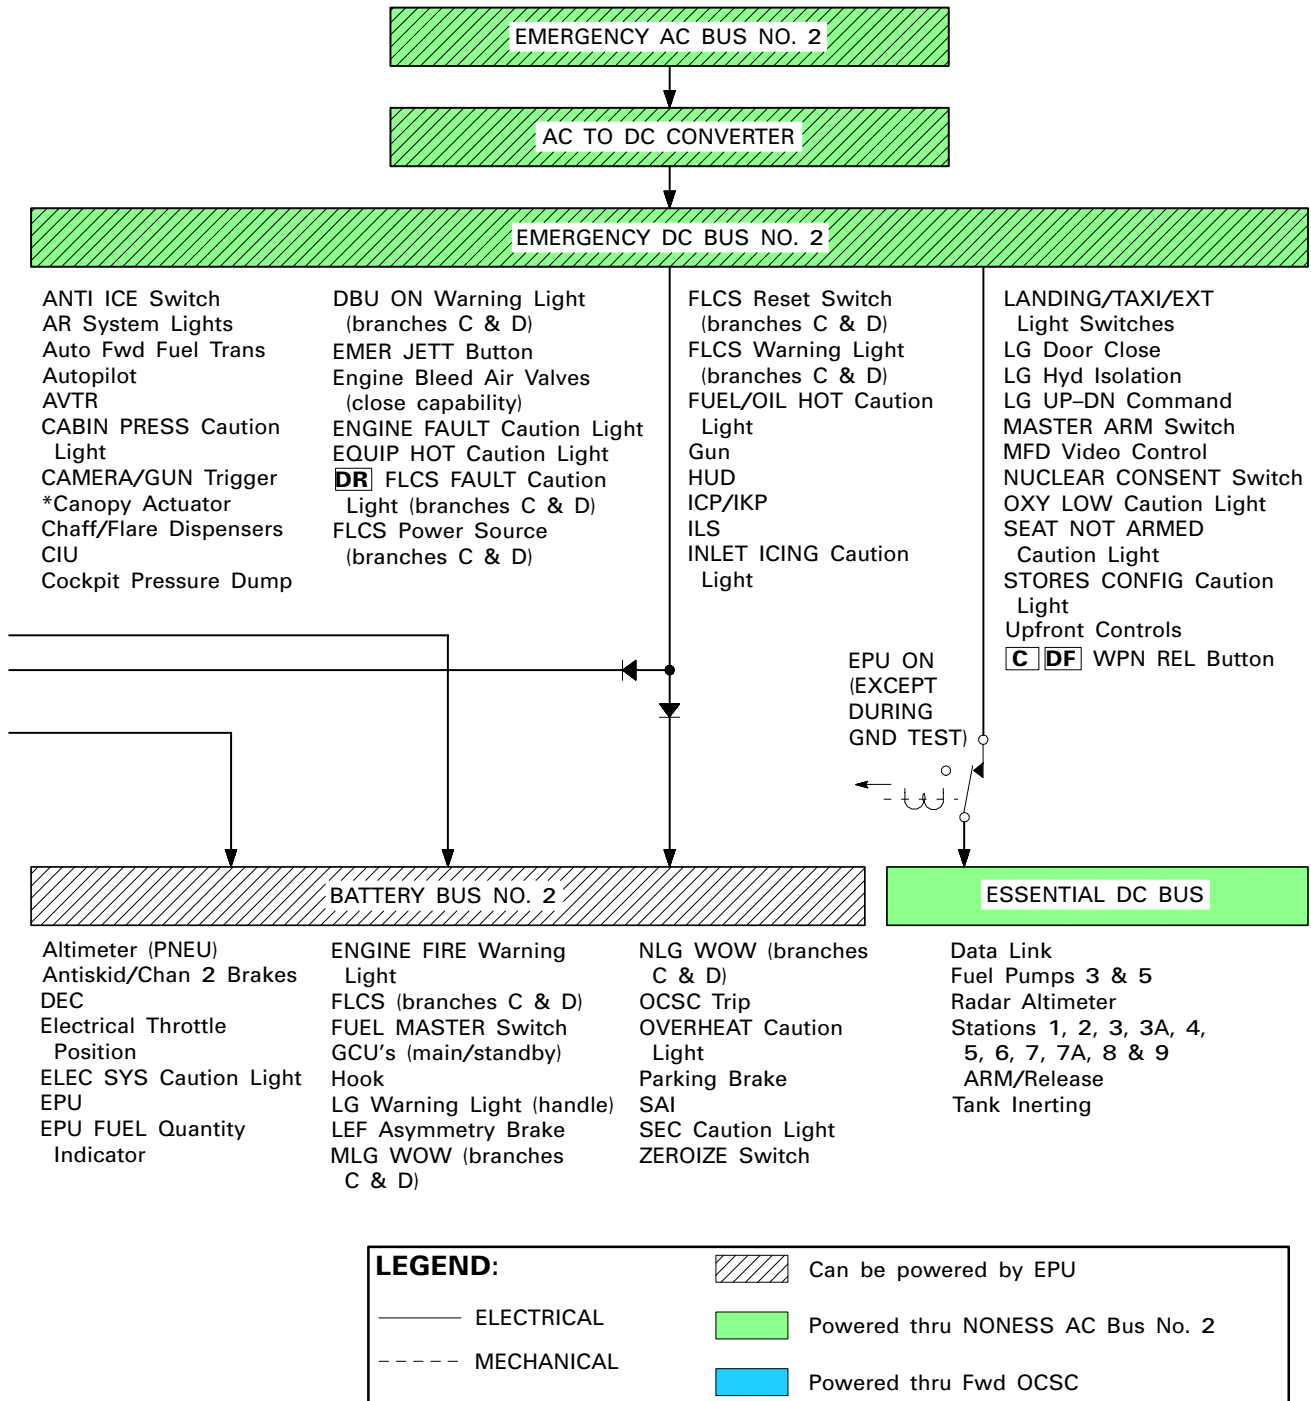 EMERGENCY AC BUS NO. 2
AC TO DC CONVERTER
EMERGENCY DC BUS NO. 2
ANTI ICE Switch
AR System Lights
Auto Fwd Fuel Trans
Autopilot
AVTR
CABIN PRESS Caution
Light
CAMERA/GUN Trigger
*Canopy Actuator
Chaff/Flare Dispensers
CIU
Cockpit Pressure Dump
DBU ON Warning Light
(branches C & D)
EMER JETT Button
Engine Bleed Air Valves
(close capability)
ENGINE FAULT Caution Light
EQUIP HOT Caution Light
DR FLCS FAULT Caution
Light (branches C & D)
FLCS Power Source
(branches C & D)
FLCS Reset Switch
(branches C & D)
FLCS Warning Light
(branches C & D)
FUEL/OIL HOT Caution
Light
Gun
HUD
ICP/IKP
ILS
INLET ICING Caution
Light
LANDING/TAXI/EXT
Light Switches
LG Door Close
LG Hyd Isolation
LG UP–DN Command
MASTER ARM Switch
MFD Video Control
NUCLEAR CONSENT Switch
OXY LOW Caution Light
SEAT NOT ARMED
Caution Light
STORES CONFIG Caution
Light
Upfront Controls
C DF WPN REL Button
EPU ON
(EXCEPT
DURING
GND TEST)
BATTERY BUS NO. 2
ESSENTIAL DC BUS
Altimeter (PNEU)
Antiskid/Chan 2 Brakes
DEC
Electrical Throttle
Position
ELEC SYS Caution Light
EPU
EPU FUEL Quantity
Indicator
ENGINE FIRE Warning
Light
FLCS (branches C & D)
FUEL MASTER Switch
GCU's (main/standby)
Hook
LG Warning Light (handle)
LEF Asymmetry Brake
MLG WOW (branches
C & D)
NLG WOW (branches
C & D)
OCSC Trip
OVERHEAT Caution
Light
Parking Brake
SAI
SEC Caution Light
ZEROIZE Switch
Data Link
Fuel Pumps 3 & 5
Radar Altimeter
Stations 1, 2, 3, 3A, 4,
5, 6, 7, 7A, 8 & 9
ARM/Release
Tank Inerting
LEGEND:
ELECTRICAL
MECHANICAL
Can be powered by EPU
Powered thru NONESS AC Bus No. 2
Powered thru Fwd OCSC